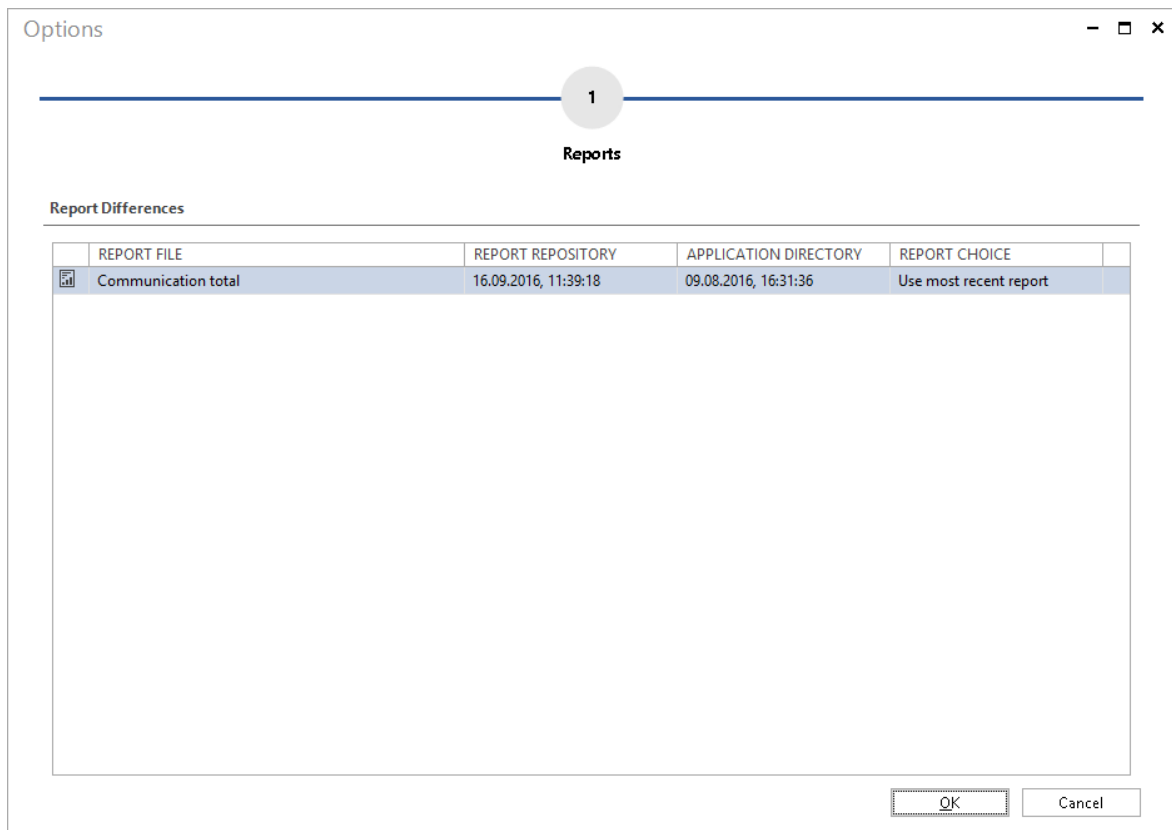 Options
1
Reports
Report Differences
REPORT FILE REPORT REPOSITORY APPLICATION DIRECTORY REPORT CHOICE
Communication total 16.09.2016, 11:39:18 09.08.2016, 16:31:36 Use most recent report
OK Cancel